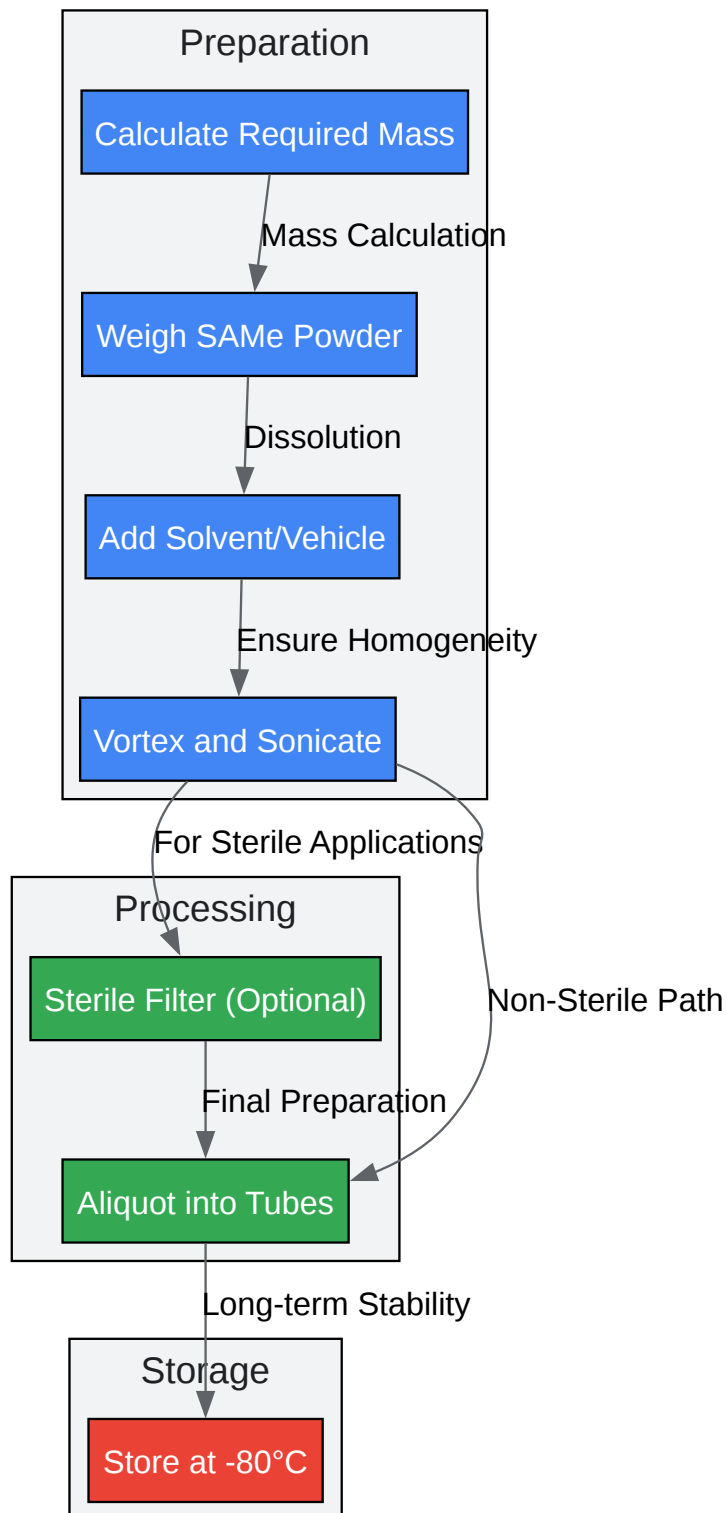 Preparation
Calculate Required Mass
Mass Calculation
Weigh SAMe Powder
Dissolution
Add Solvent/Vehicle
Ensure Homogeneity
Vortex and Sonicate
For Sterile Applications
Processing
Sterile Filter (Optional)
Non-Sterile Path
Final Preparation
Aliquot into Tubes
Long-term Stability
Storage
Store at -80°C